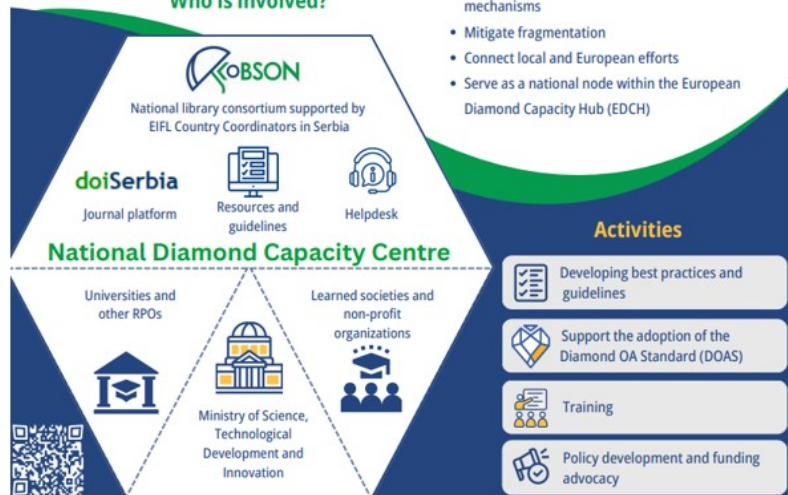 Who is involved?
KOBSON
National library consortium supported by
EIFL Country Coordinators in Serbia
doiSerbia
Journal platform
Resources and
guidelines
Helpdesk
National Diamond Capacity Centre
Universities and
other RPOs
Ministry of Science,
Technological
Development and
Innovation
Learned societies and
non-profit
organizations
mechanisms
• Mitigate fragmentation
• Connect local and European efforts
• Serve as a national node within the European
Diamond Capacity Hub (EDCH)
Activities
Developing best practices and
guidelines
Support the adoption of the
Diamond OA Standard (DOAS)
Training
Policy development and funding
advocacy